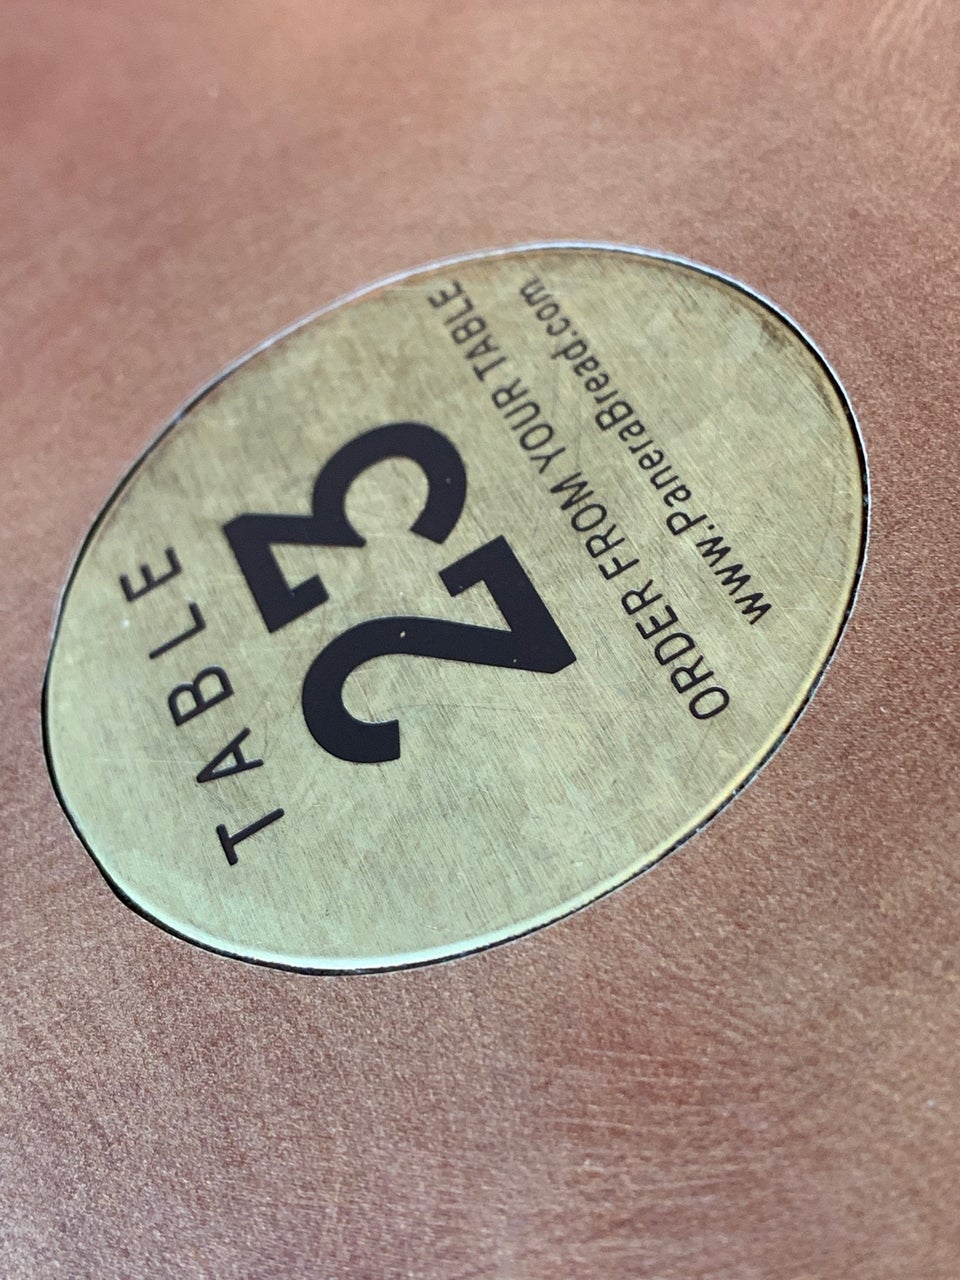 TABLE
23
ORDER FROM YOUR TABLE
www.PaneraBread.com